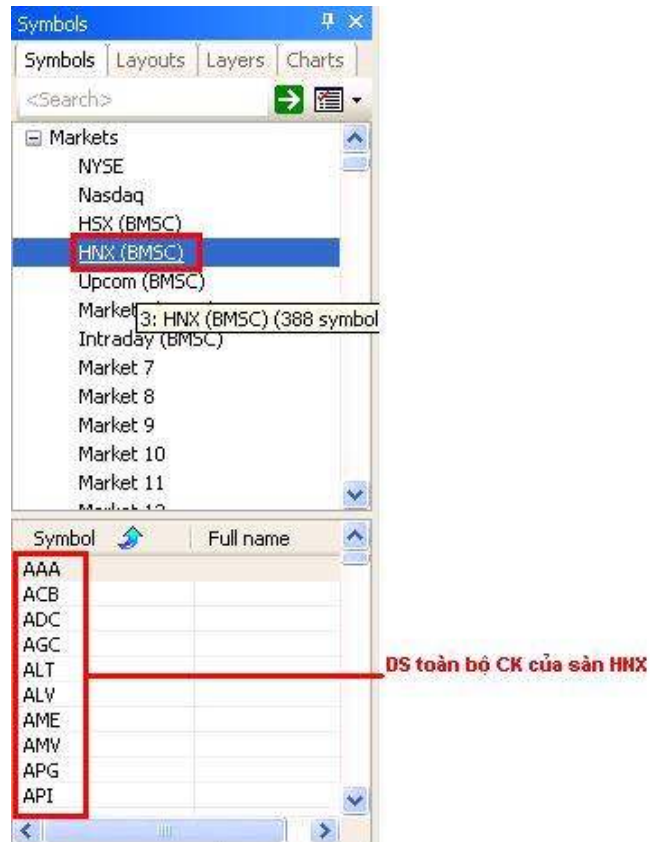 Symbols
Symbols Layouts Layers Charts
<Search>
Markets
NYSE
Nasdaq
HSX (BMSC)
HNX (BMSC)
Upcom (BMSC)
Market
3: HNX (BMSC) (388 symbol
Intraday (BMSC)
Market 7
Market 8
Market 9
Market 10
Market 11
Symbol Full name
AAA
ACB
ADC
AGC
ALT
DS toàn bộ CK của sàn HNX
ALV
AME
AMV
APG
API